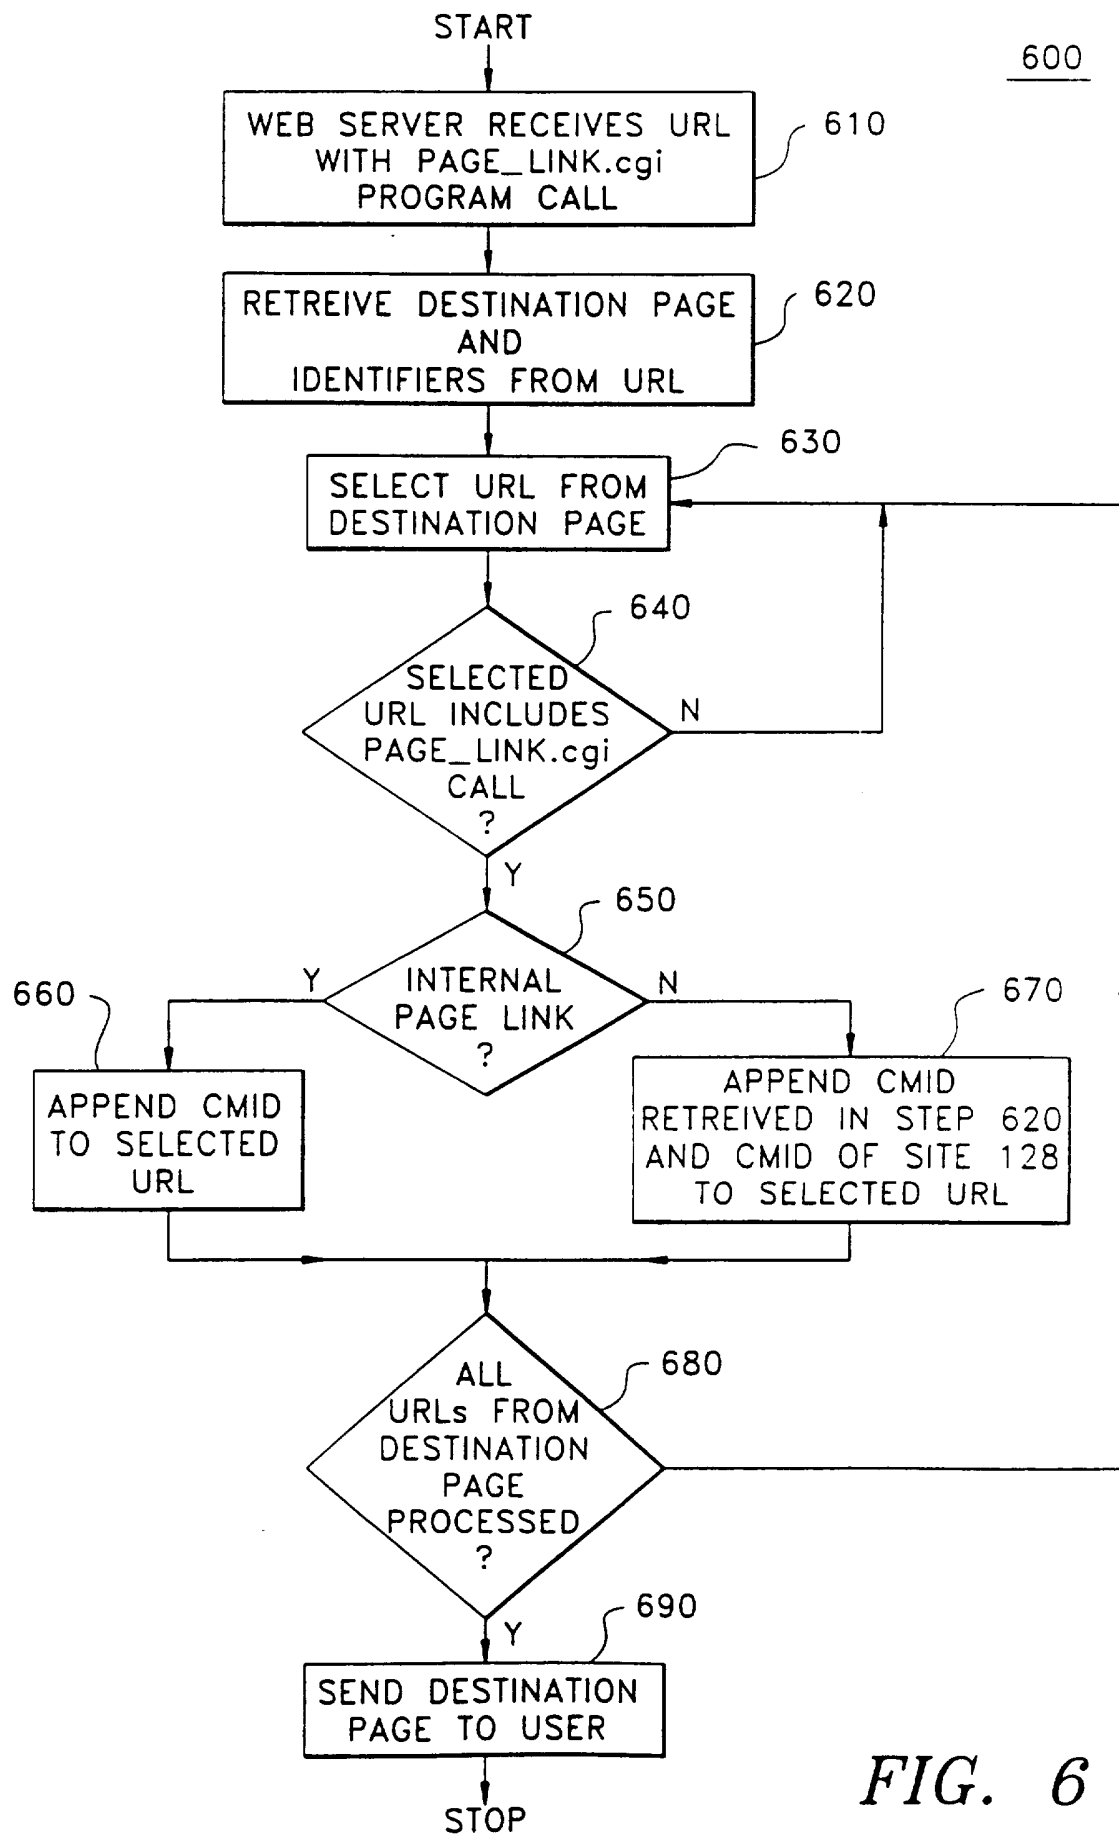 START
600
WEB SERVER RECEIVES URL
WITH PAGE_LINK.cgi
PROGRAM CALL
610
RETREIVE DESTINATION PAGE
AND
IDENTIFIERS FROM URL
620
SELECT URL FROM
DESTINATION PAGE
630
640
SELECTED
URL INCLUDES
PAGE_LINK.cgi
CALL
?
N
Y
650
INTERNAL
PAGE LINK
?
Y
N
660
APPEND CMID
TO SELECTED
URL
670
APPEND CMID
RETREIVED IN STEP 620
AND CMID OF SITE 128
TO SELECTED URL
680
ALL
URLs FROM
DESTINATION
PAGE
PROCESSED
?
Y
690
SEND DESTINATION
PAGE TO USER
STOP
FIG. 6